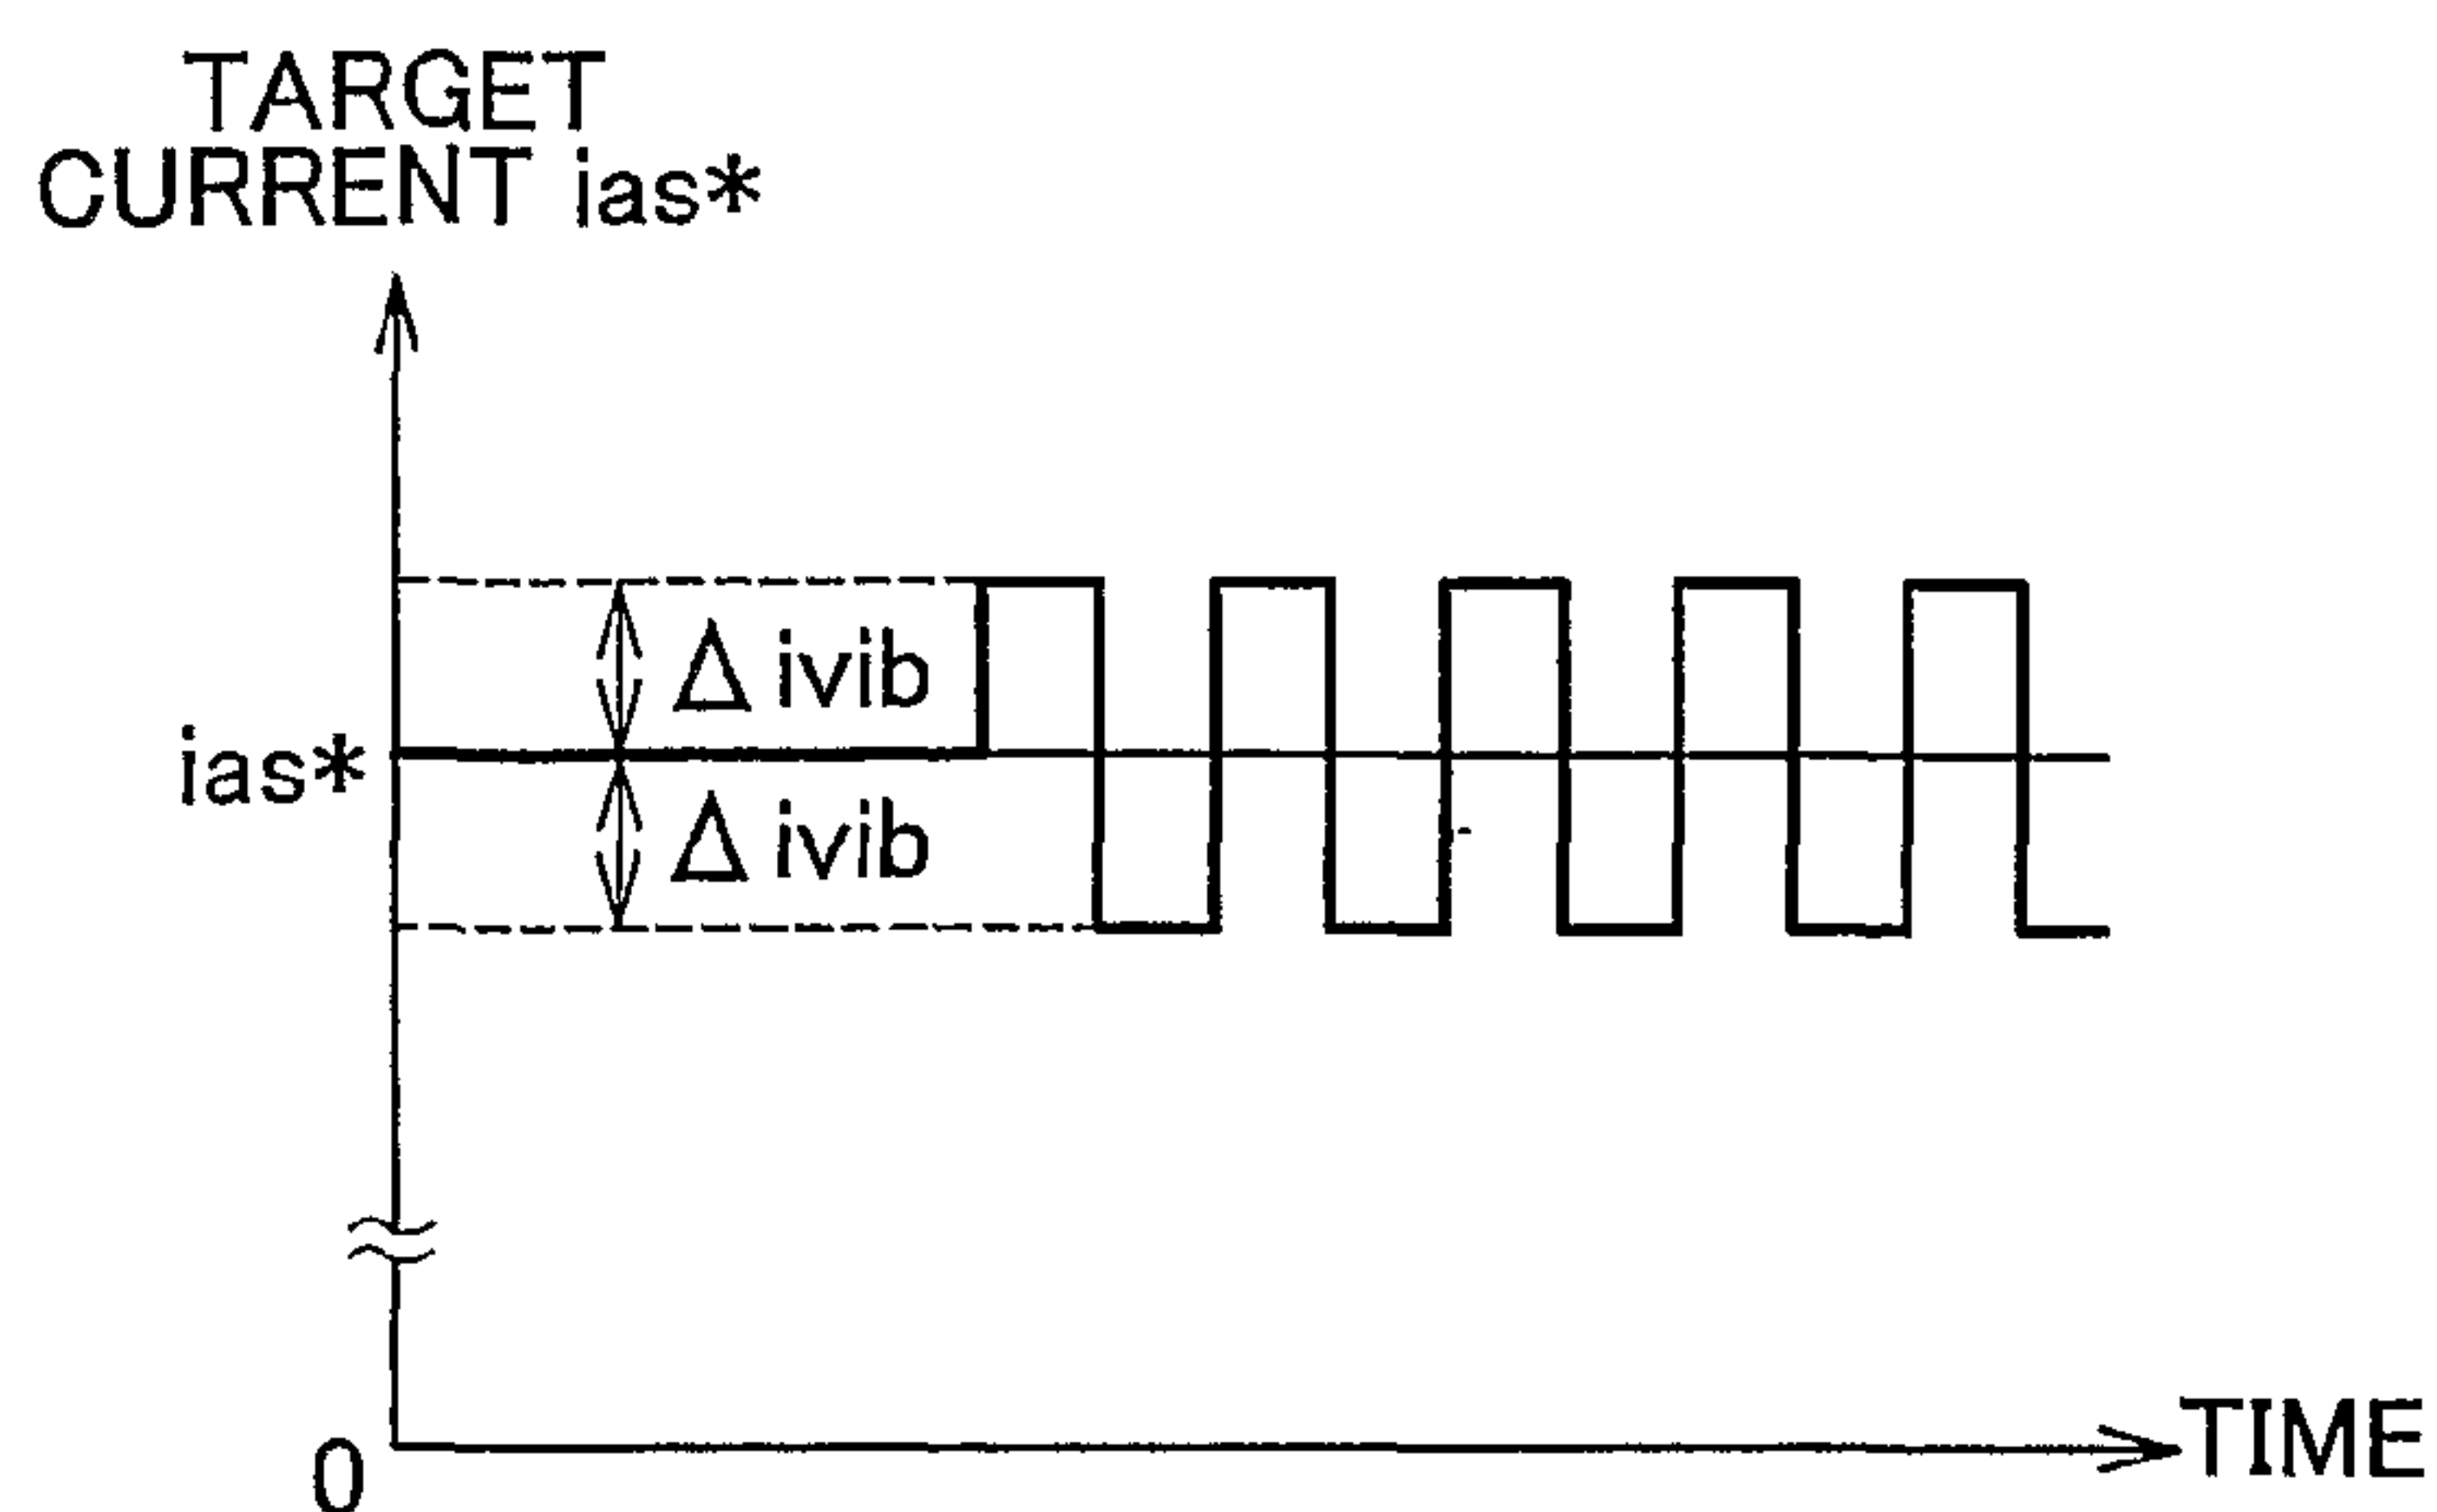 TARGET
CURRENT ias*
Δ ivib
ias*
Δ ivib
0
TIME